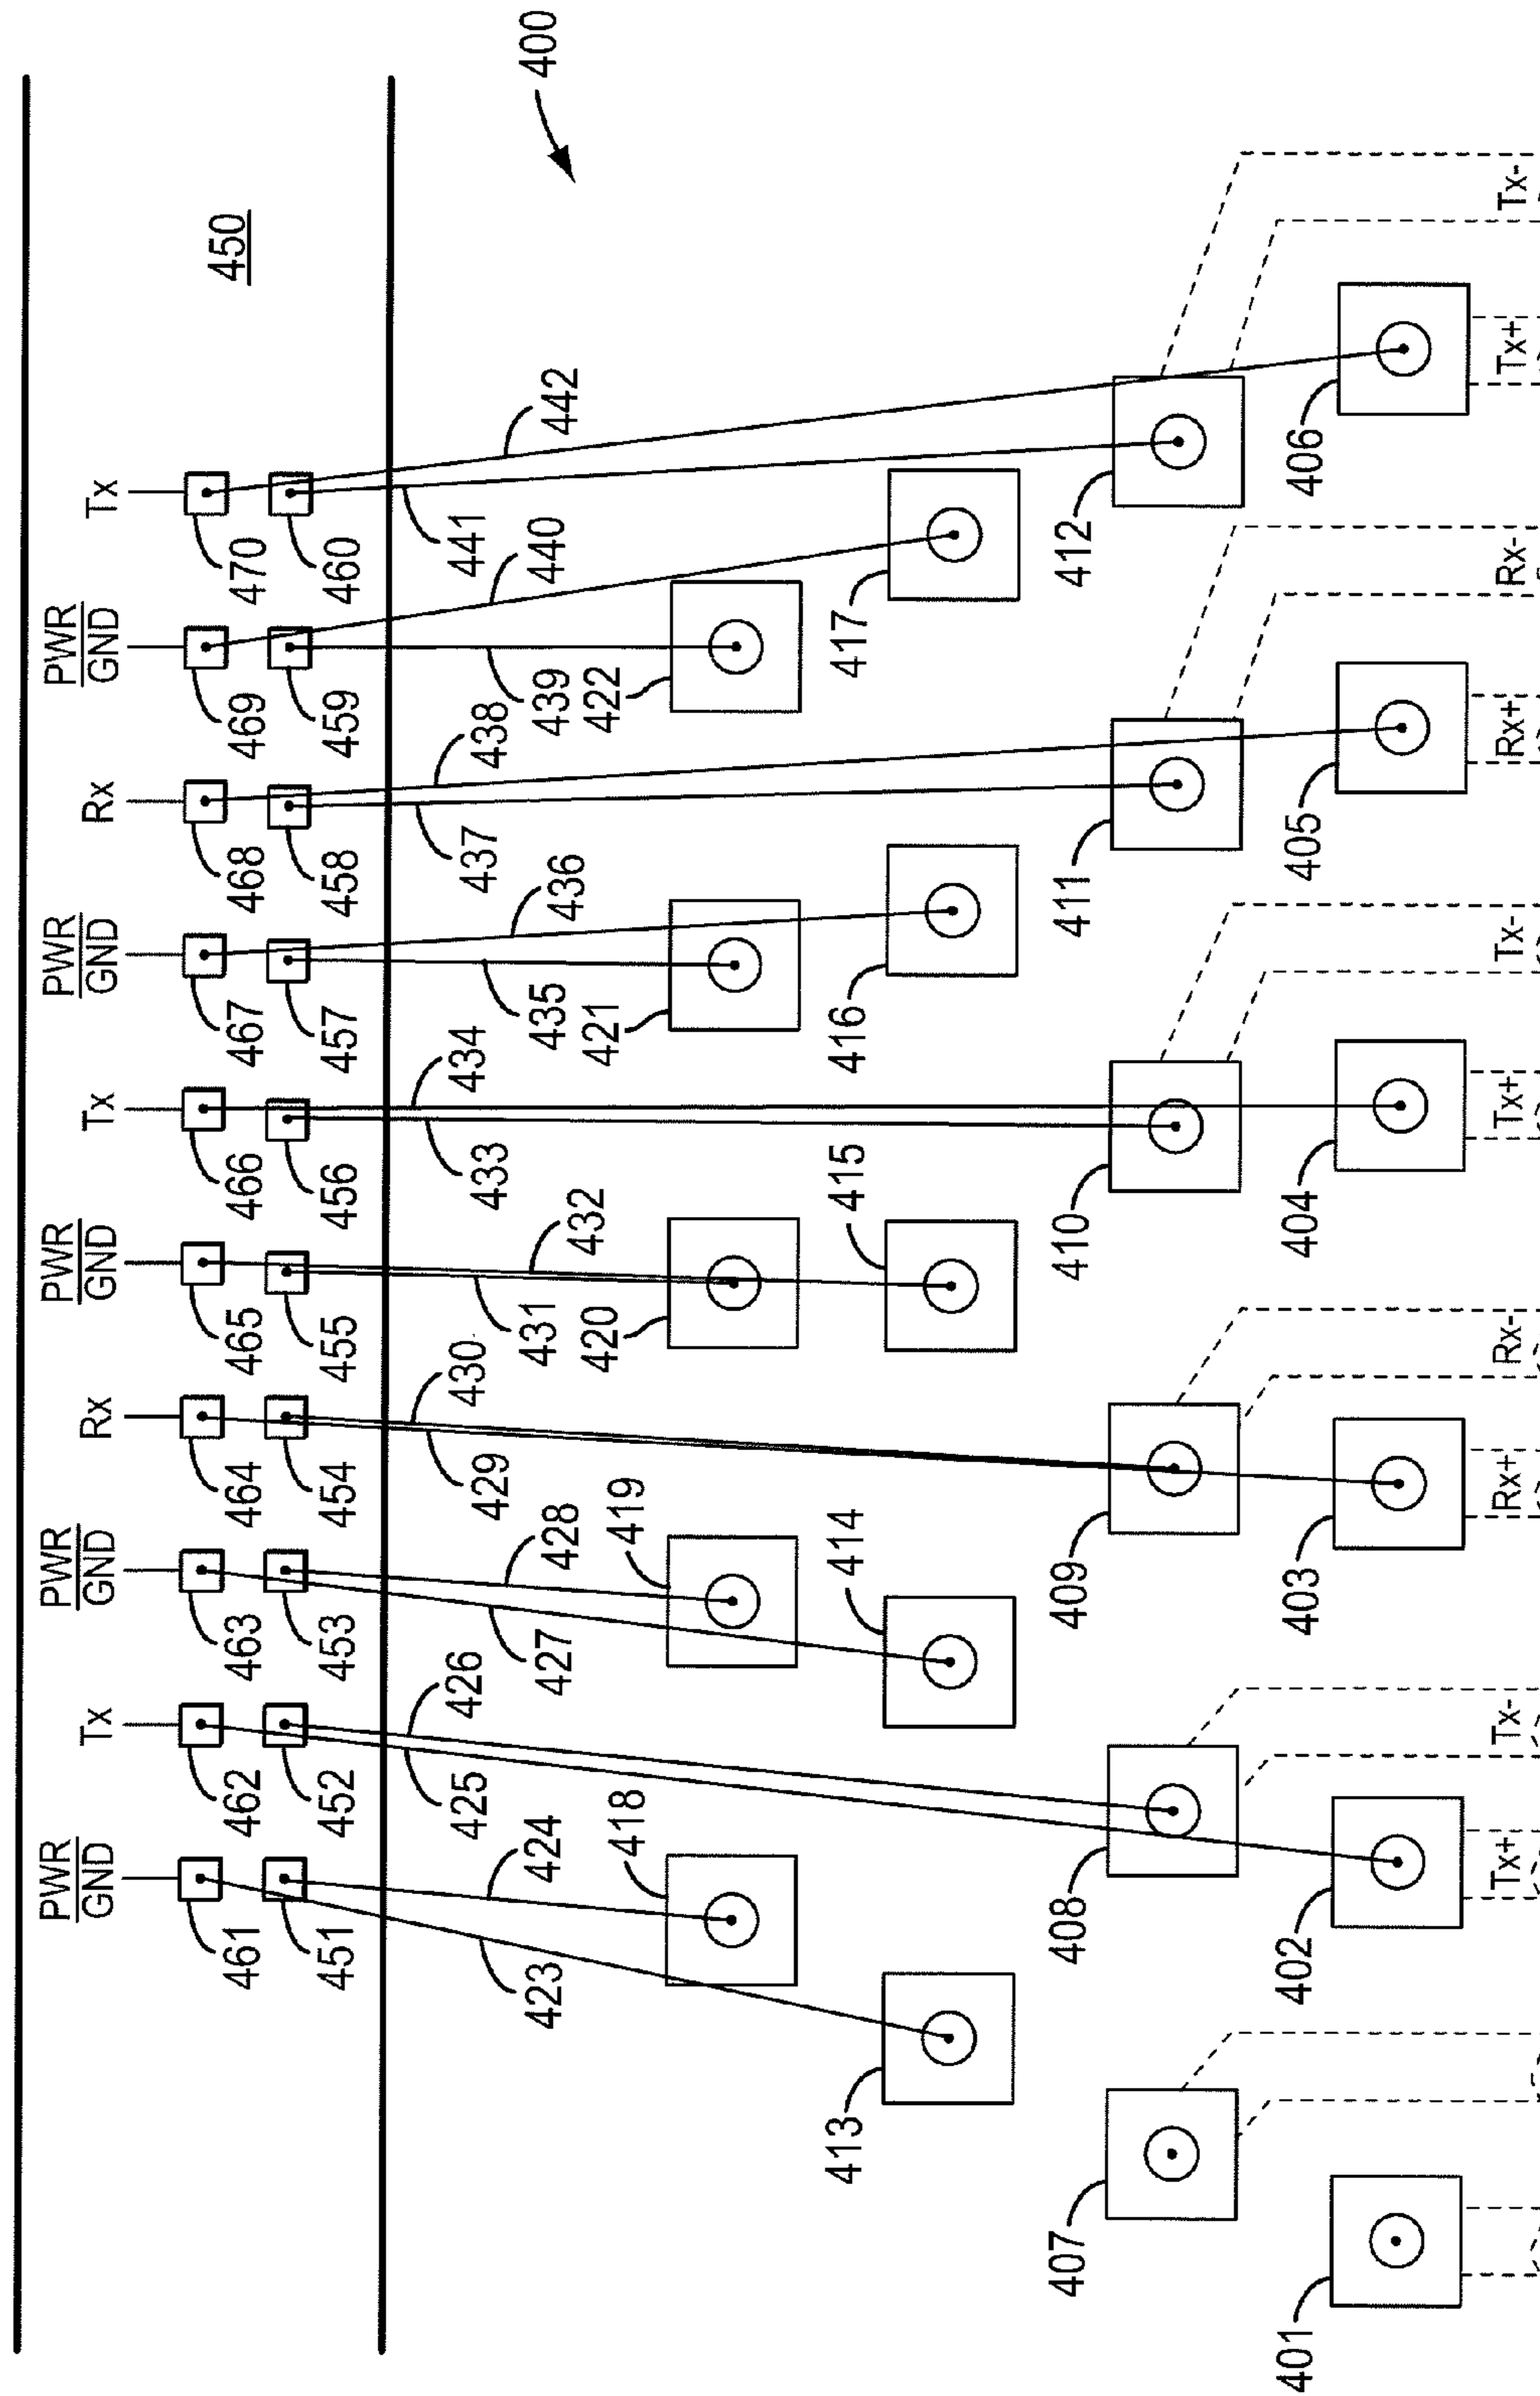 400
450
PWR
GND
Tx
PWR
GND
Rx
PWR
GND
Tx
PWR
GND
Rx
PWR
GND
Tx
461
462
463
464
465
466
467
468
469
470
451
452
453
454
455
456
457
458
459
460
423
424
425
426
427
428
429
430
431
432
433
434
435
436
437
438
439
440
441
442
418
419
420
421
422
413
414
415
416
417
407
408
409
410
411
412
401
402
403
404
405
406
Tx+
Tx-
Rx+
Rx-
Tx+
Tx-
Rx+
Rx-
Tx+
Tx-